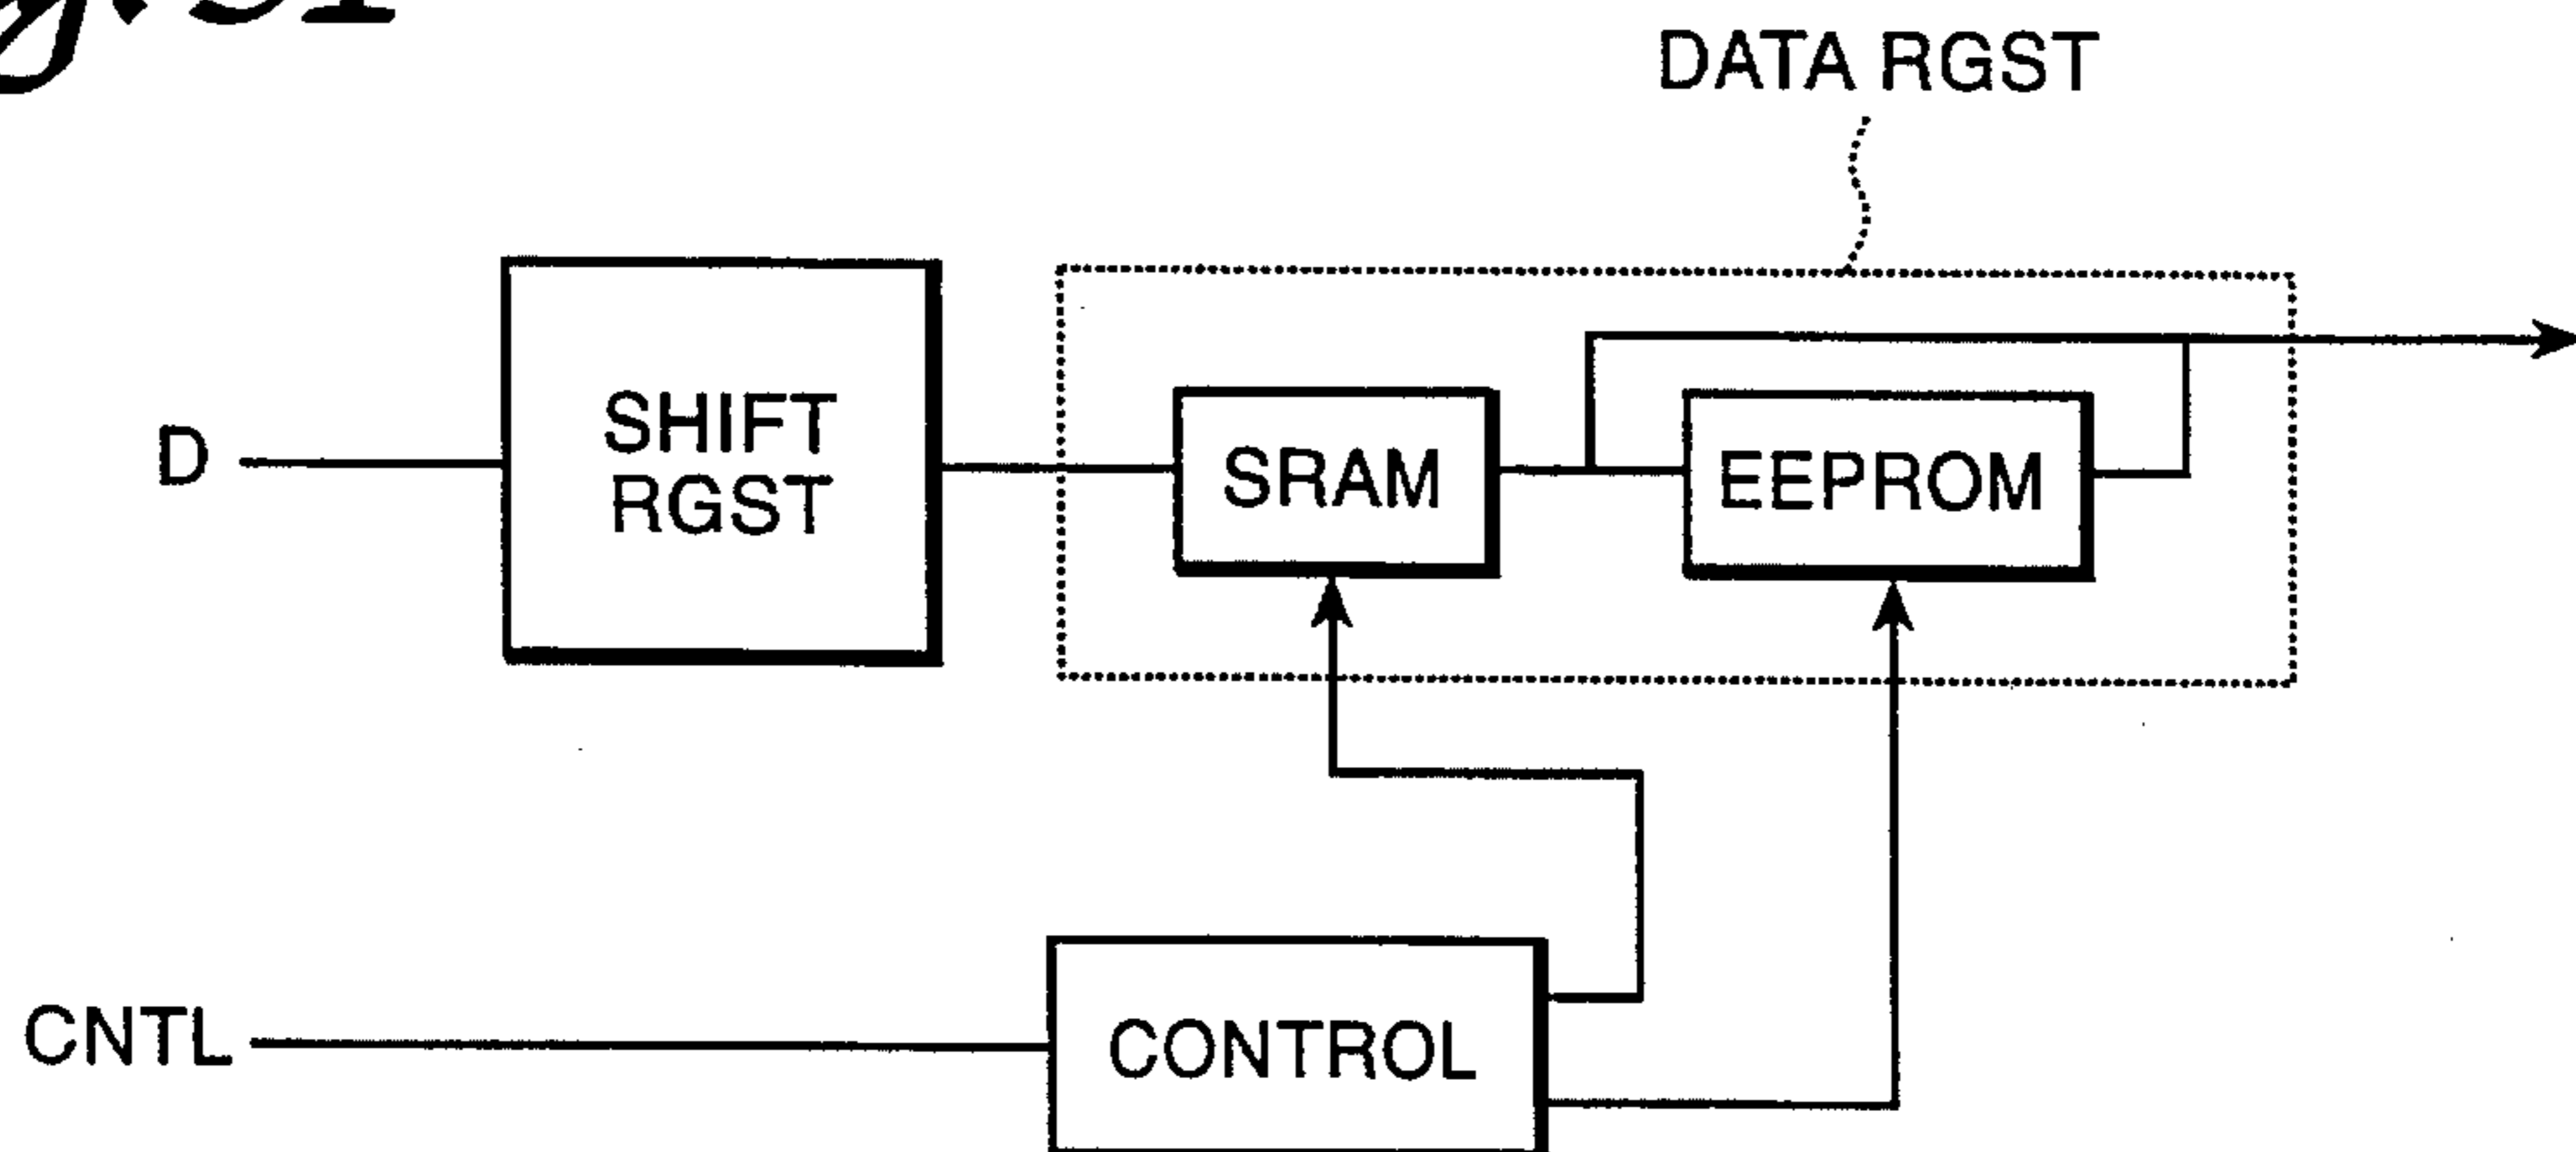 DATA RGST
SHIFT
RGST
D
SRAM
EEPROM
CNTL
CONTROL